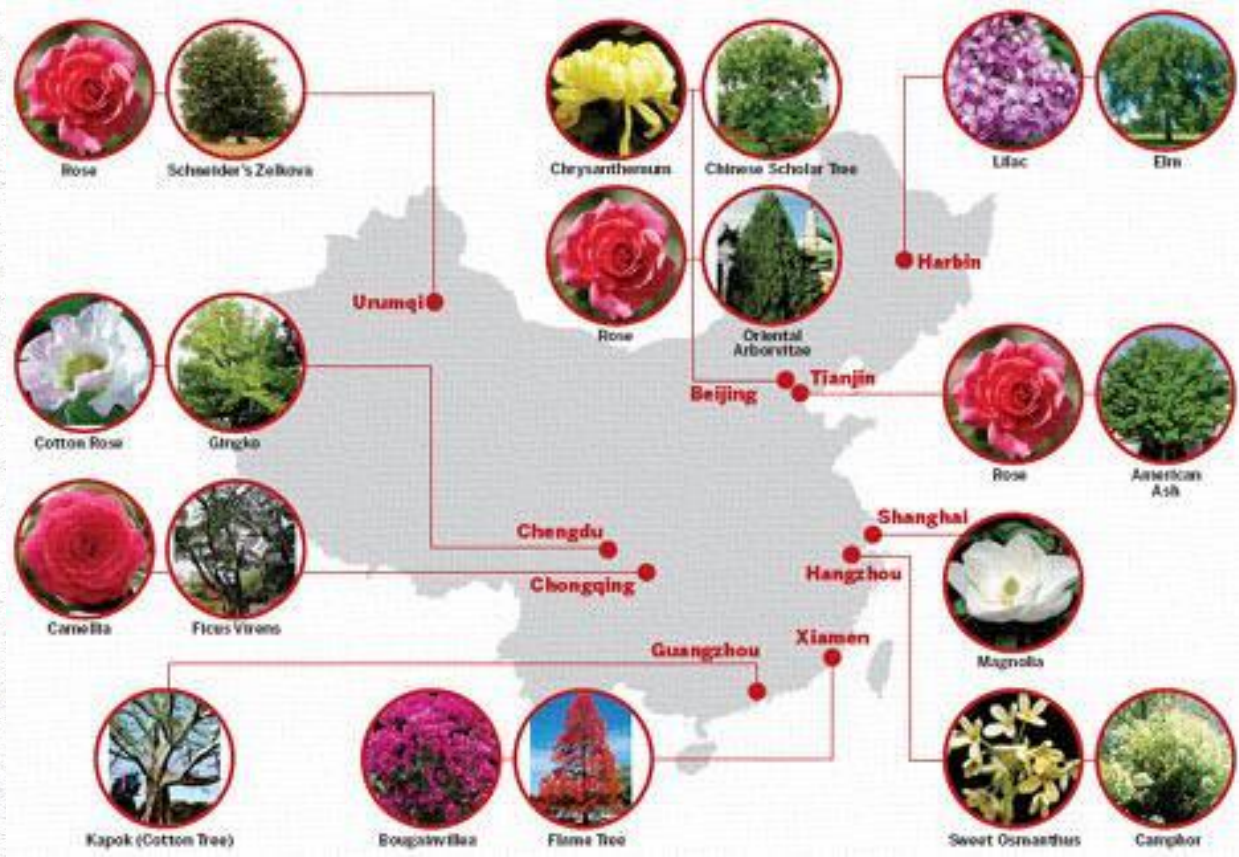 Rose
Schneider's Zelkova
Chrysanthemum
Chinese Scholar Tree
Lilac
Elm
Rose
Oriental
Arborvitae
Harbin
Urumqi
Cotton Rose
Gingko
Tianjin
Beijing
Rose
American
Ash
Camellia
Ficus Virens
Chengdu
Chongqing
Shanghai
Hangzhou
Magnolia
Xiamen
Guangzhou
Kapok (Cotton Tree)
Bougainvillea
Flame Tree
Sweet Osmanthus
Camphor